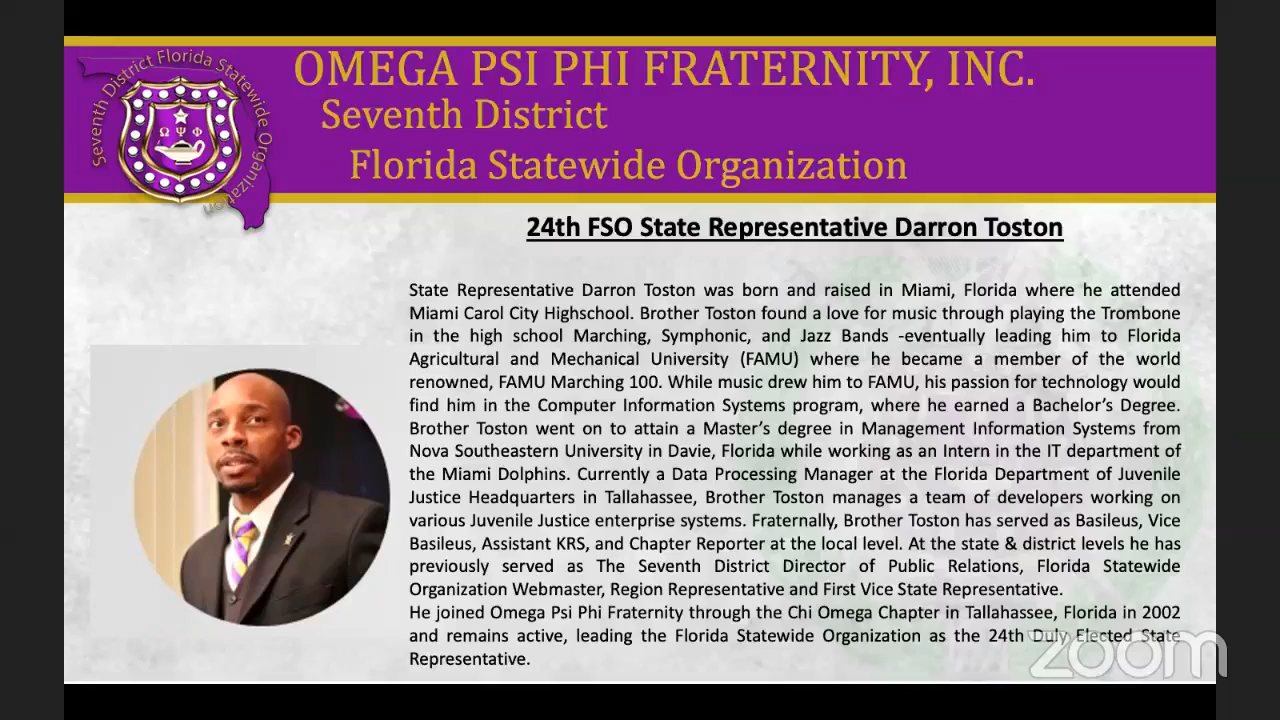 OMEGA PSI PHI FRATERNITY, INC.
Seventh District
Florida Statewide Organization
Seventh District Florida Statewide Organization
Ω Ψ Φ
24th FSO State Representative Darron Toston
State Representative Darron Toston was born and raised in Miami, Florida where he attended
Miami Carol City Highschool. Brother Toston found a love for music through playing the Trombone
in the high school Marching, Symphonic, and Jazz Bands -eventually leading him to Florida
Agricultural and Mechanical University (FAMU) where he became a member of the world
renowned, FAMU Marching 100. While music drew him to FAMU, his passion for technology would
find him in the Computer Information Systems program, where he earned a Bachelor's Degree.
Brother Toston went on to attain a Master's degree in Management Information Systems from
Nova Southeastern University in Davie, Florida while working as an Intern in the IT department of
the Miami Dolphins. Currently a Data Processing Manager at the Florida Department of Juvenile
Justice Headquarters in Tallahassee, Brother Toston manages a team of developers working on
various Juvenile Justice enterprise systems. Fraternally, Brother Toston has served as Basileus, Vice
Basileus, Assistant KRS, and Chapter Reporter at the local level. At the state & district levels he has
previously served as The Seventh District Director of Public Relations, Florida Statewide
Organization Webmaster, Region Representative and First Vice State Representative.
He joined Omega Psi Phi Fraternity through the Chi Omega Chapter in Tallahassee, Florida in 2002
and remains active, leading the Florida Statewide Organization as the 24th Duly Elected State
Representative.
zoom